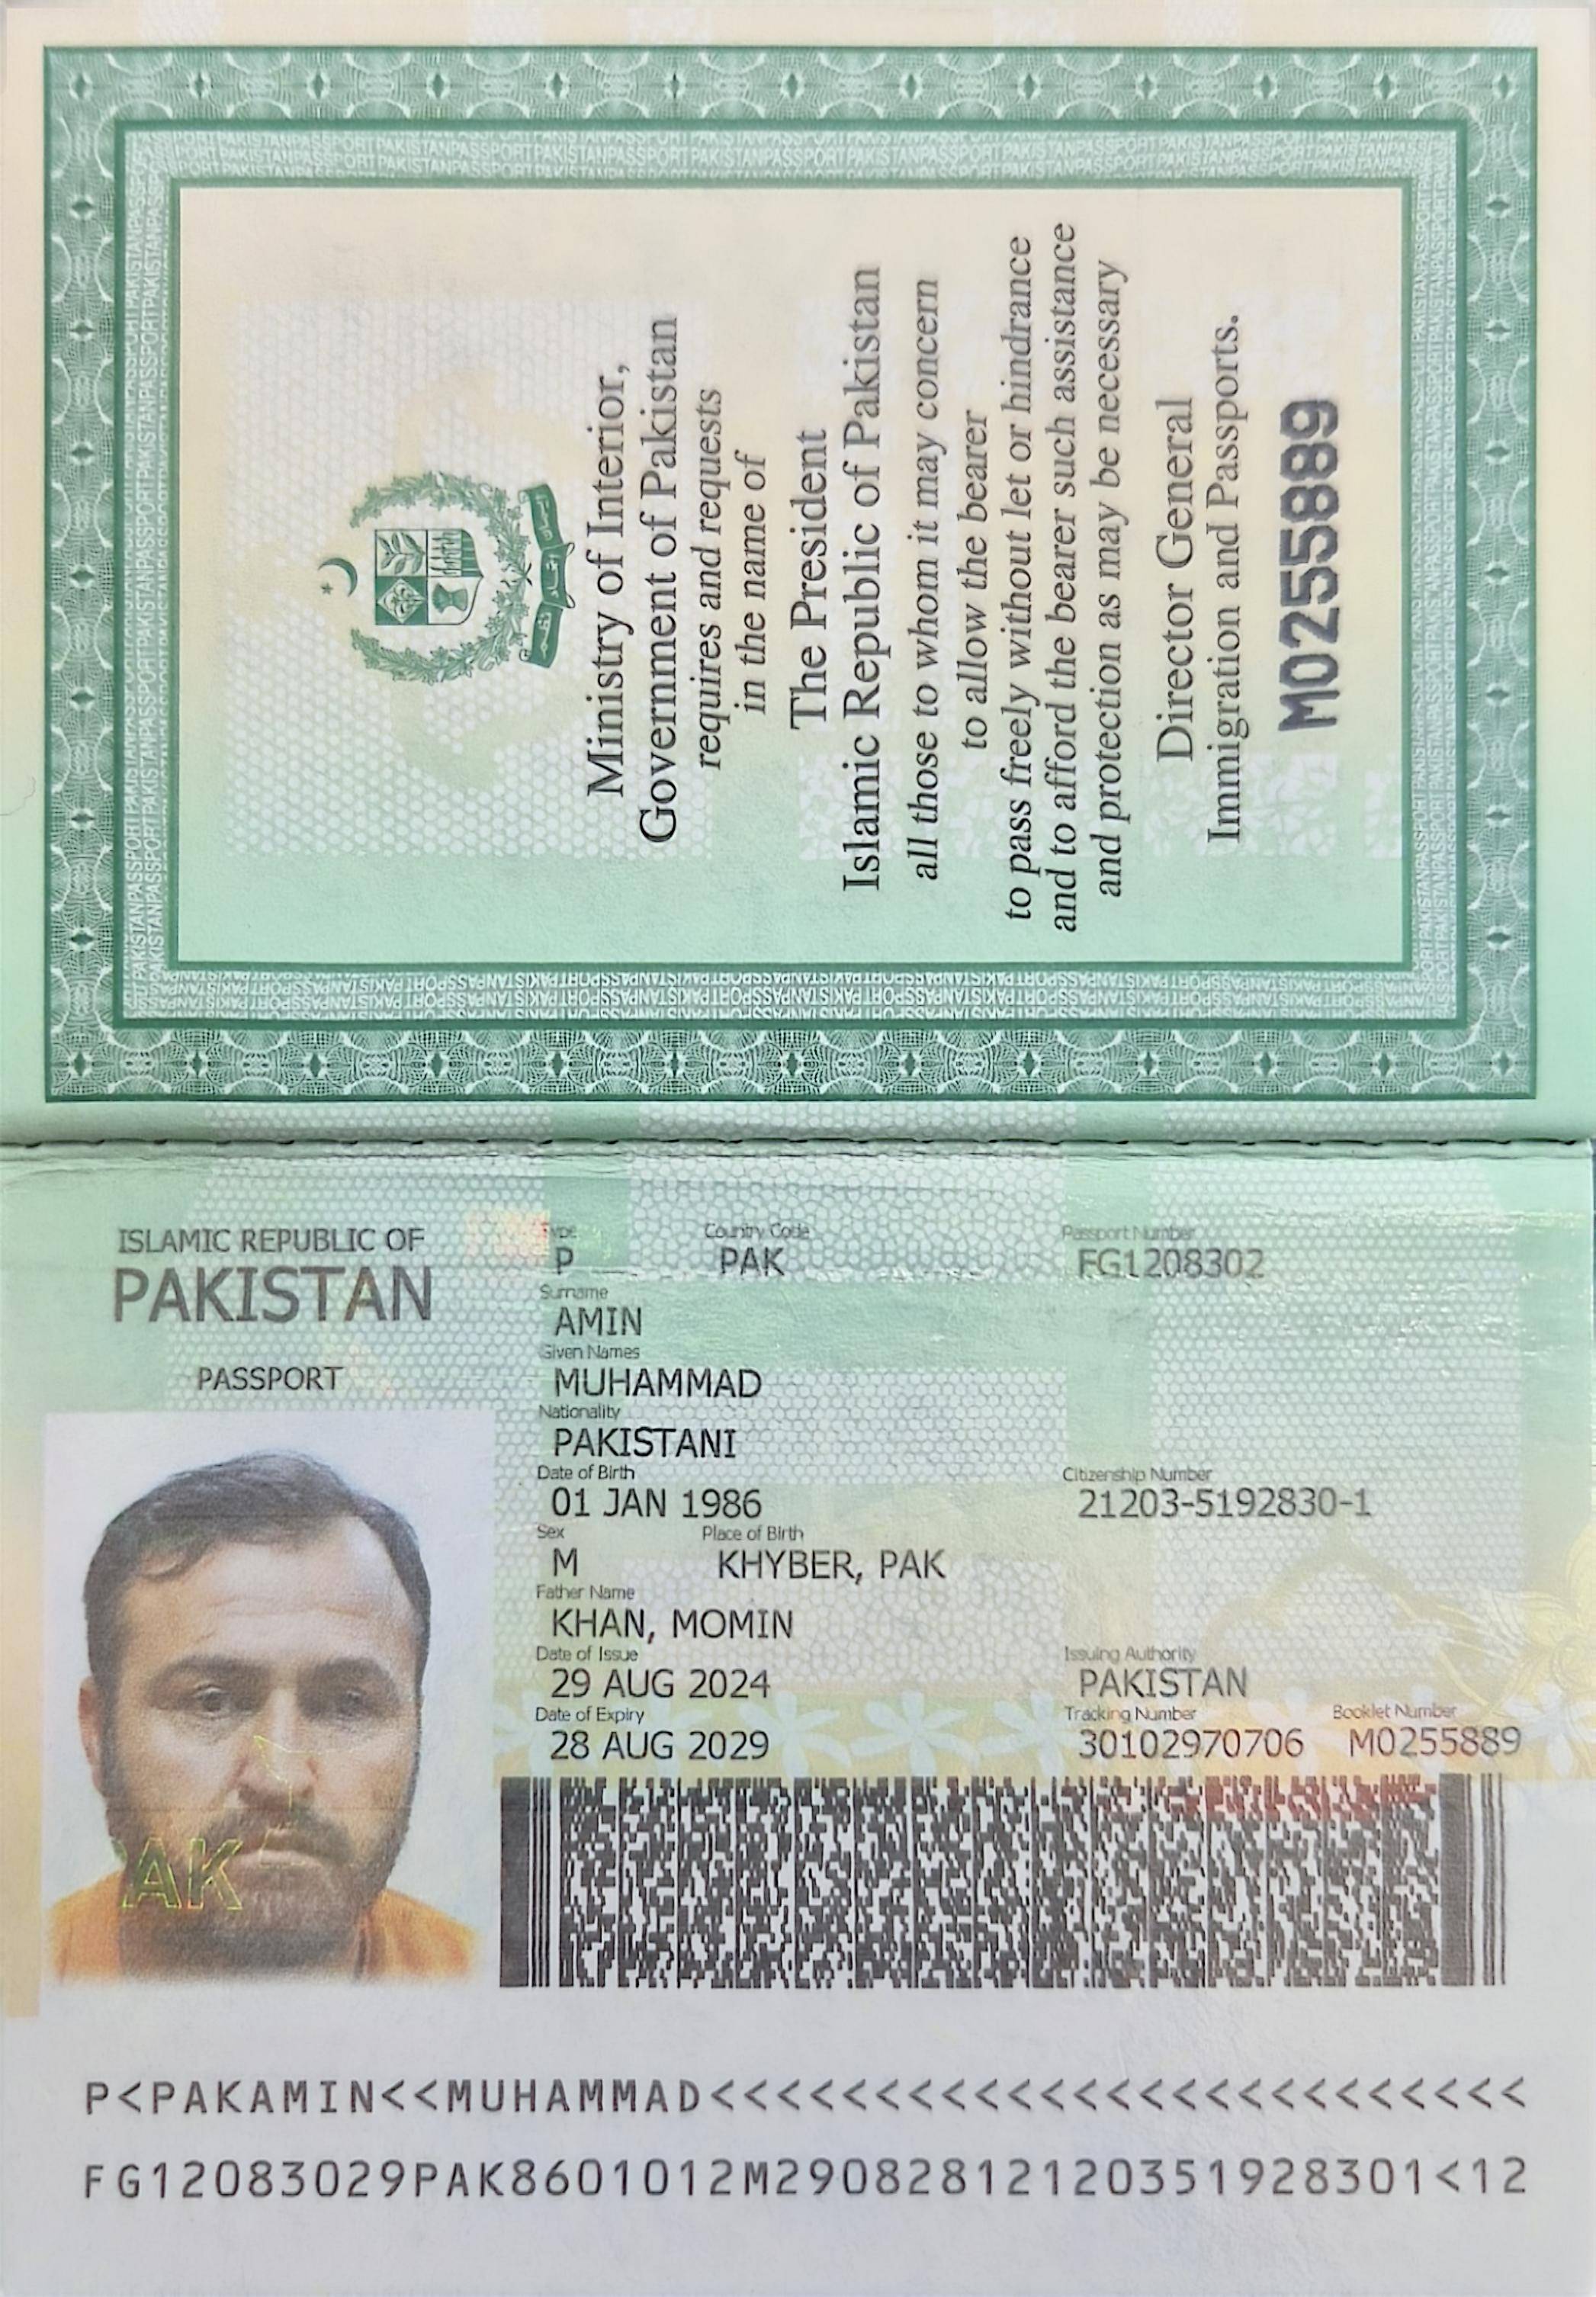 Ministry of Interior,
Government of Pakistan
requires and requests
in the name of
The President
Islamic Republic of Pakistan
all those to whom it may concern
to allow the bearer
to pass freely without let or hindrance
and to afford the bearer such assistance
and protection as may be necessary
Director General
Immigration and Passports.
M0255889
ISLAMIC REPUBLIC OF
PAKISTAN
PASSPORT
Type Country Code Passport Number
P PAK FG1208302
Surname
AMIN
Given Names
MUHAMMAD
Nationality
PAKISTANI
Date of Birth Citizenship Number
01 JAN 1986 21203-5192830-1
Sex Place of Birth
M KHYBER, PAK
Father Name
KHAN, MOMIN
Date of Issue Issuing Authority
29 AUG 2024 PAKISTAN
Date of Expiry Tracking Number Booklet Number
28 AUG 2029 30102970706 M0255889
AK
P<PAKAMIN<<MUHAMMAD<<<<<<<<<<<<<<<<<<<<<<<<<
FG12083029PAK8601012M29082812120351928301<12